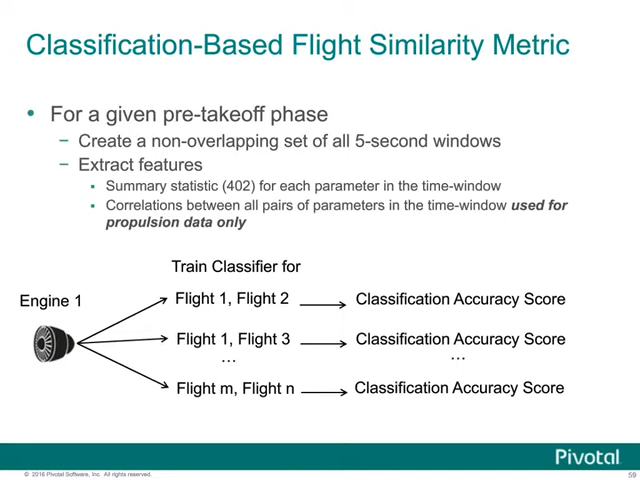 Classification-Based Flight Similarity Metric
• For a given pre-takeoff phase
− Create a non-overlapping set of all 5-second windows
− Extract features
▪ Summary statistic (402) for each parameter in the time-window
▪ Correlations between all pairs of parameters in the time-window used for
propulsion data only
Train Classifier for
Engine 1
Flight 1, Flight 2
Classification Accuracy Score
Flight 1, Flight 3
Classification Accuracy Score
…
…
Flight m, Flight n
Classification Accuracy Score
Pivotal
© 2016 Pivotal Software, Inc. All rights reserved.
59